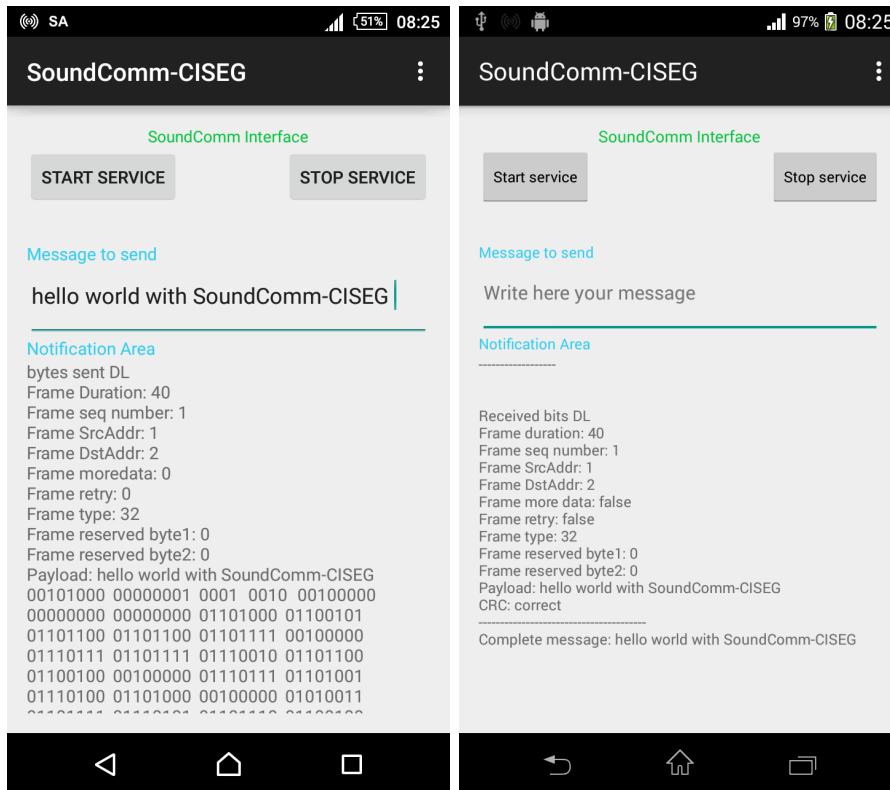 SA 51% 08:25
SoundComm-CISEG
SoundComm Interface
START SERVICE STOP SERVICE
Message to send
hello world with SoundComm-CISEG
Notification Area
bytes sent DL
Frame Duration: 40
Frame seq number: 1
Frame SrcAddr: 1
Frame DstAddr: 2
Frame moredata: 0
Frame retry: 0
Frame type: 32
Frame reserved byte1: 0
Frame reserved byte2: 0
Payload: hello world with SoundComm-CISEG
00101000 00000001 0001 0010 00100000
00000000 00000000 01101000 01100101
01101100 01101100 01101111 00100000
01110111 01101111 01110010 01101100
01100100 00100000 01110111 01101001
01110100 01101000 00100000 01010011
97% 08:25
SoundComm-CISEG
SoundComm Interface
Start service Stop service
Message to send
Write here your message
Notification Area
------------------
Received bits DL
Frame duration: 40
Frame seq number: 1
Frame SrcAddr: 1
Frame DstAddr: 2
Frame more data: false
Frame retry: false
Frame type: 32
Frame reserved byte1: 0
Frame reserved byte2: 0
Payload: hello world with SoundComm-CISEG
CRC: correct
---------------------------------------
Complete message: hello world with SoundComm-CISEG